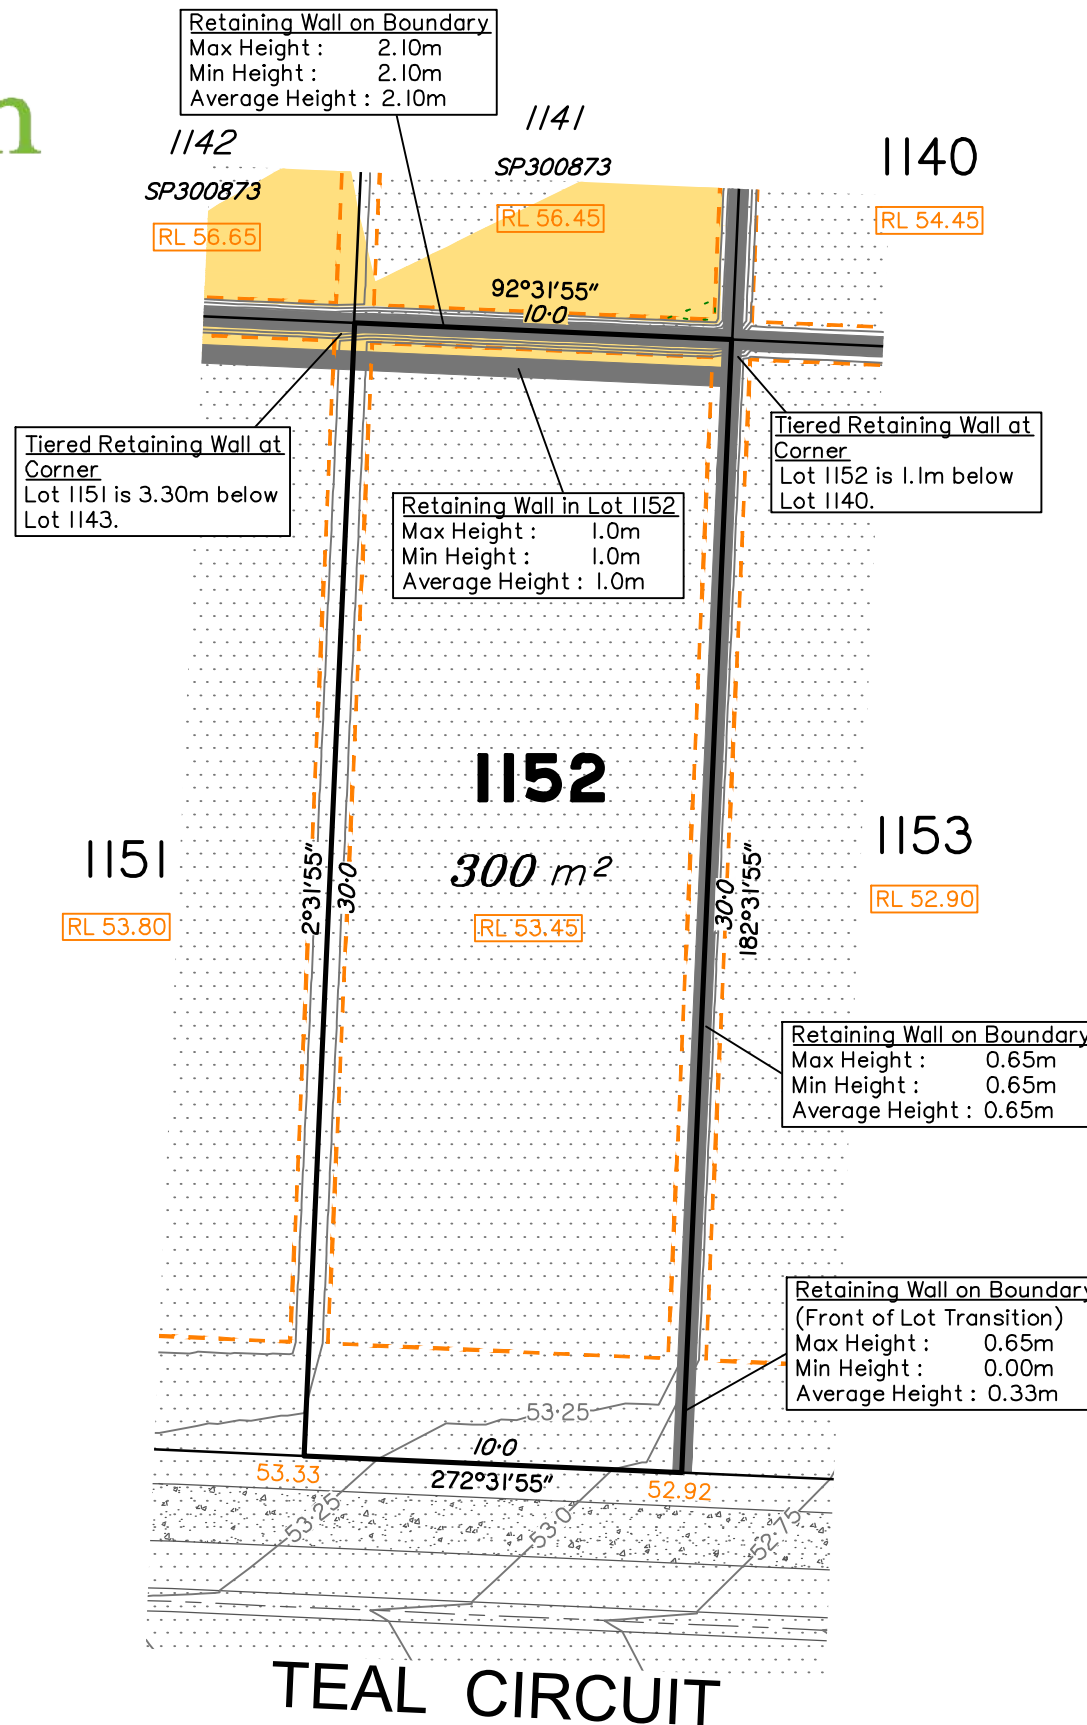 m
Retaining Wall on Boundary
Max Height : 2.10m
Min Height : 2.10m
Average Height : 2.10m
1142
SP300873
RL 56.65
1141
SP300873
RL 56.45
1140
RL 54.45
92°31'55"
10·0
Tiered Retaining Wall at
Corner
Lot 1151 is 3.30m below
Lot 1143.
Retaining Wall in Lot 1152
Max Height : 1.0m
Min Height : 1.0m
Average Height : 1.0m
Tiered Retaining Wall at
Corner
Lot 1152 is 1.1m below
Lot 1140.
1151
RL 53.80
2°31'55"
30·0
1152
300 m²
RL 53.45
30·0
182°31'55"
1153
RL 52.90
Retaining Wall on Boundary
Max Height : 0.65m
Min Height : 0.65m
Average Height : 0.65m
Retaining Wall on Boundary
(Front of Lot Transition)
Max Height : 0.65m
Min Height : 0.00m
Average Height : 0.33m
53·25
10·0
272°31'55"
53.33
52.92
53·25
53·0
52·75
TEAL CIRCUIT